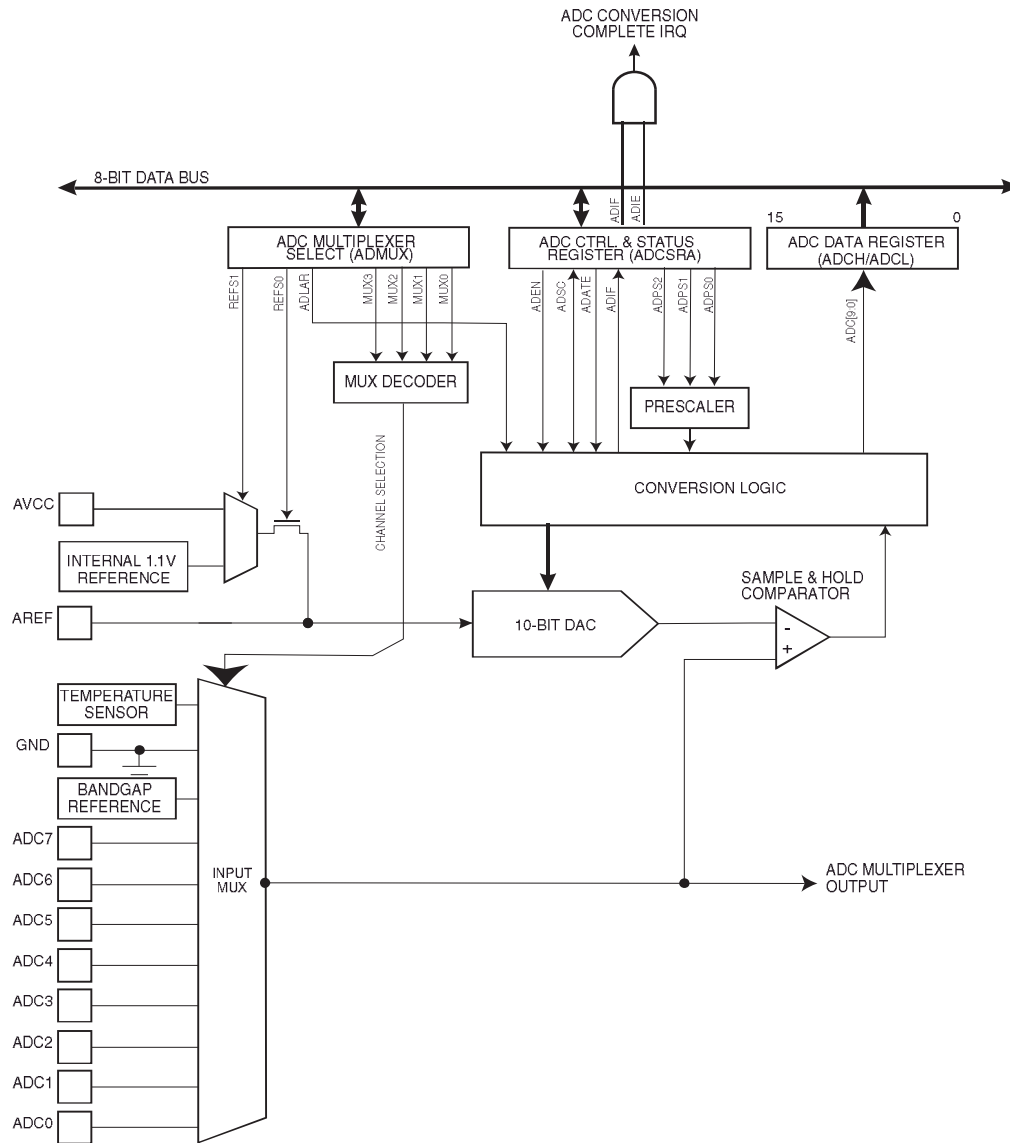 ADC CONVERSION
COMPLETE IRQ
8-BIT DATA BUS
ADIF
ADIE
15
0
ADC MULTIPLEXER
SELECT (ADMUX)
ADC CTRL. & STATUS
REGISTER (ADCSRA)
ADC DATA REGISTER
(ADCH/ADCL)
REFS1
REFS0
ADLAR
MUX3
MUX2
MUX1
MUX0
ADEN
ADSC
ADATE
ADIF
ADPS2
ADPS1
ADPS0
ADC[9:0]
MUX DECODER
PRESCALER
CHANNEL SELECTION
CONVERSION LOGIC
AVCC
INTERNAL 1.1V
REFERENCE
SAMPLE & HOLD
COMPARATOR
AREF
10-BIT DAC
-
+
TEMPERATURE
SENSOR
GND
BANDGAP
REFERENCE
ADC7
ADC6
ADC5
ADC4
ADC3
ADC2
ADC1
ADC0
INPUT
MUX
ADC MULTIPLEXER
OUTPUT